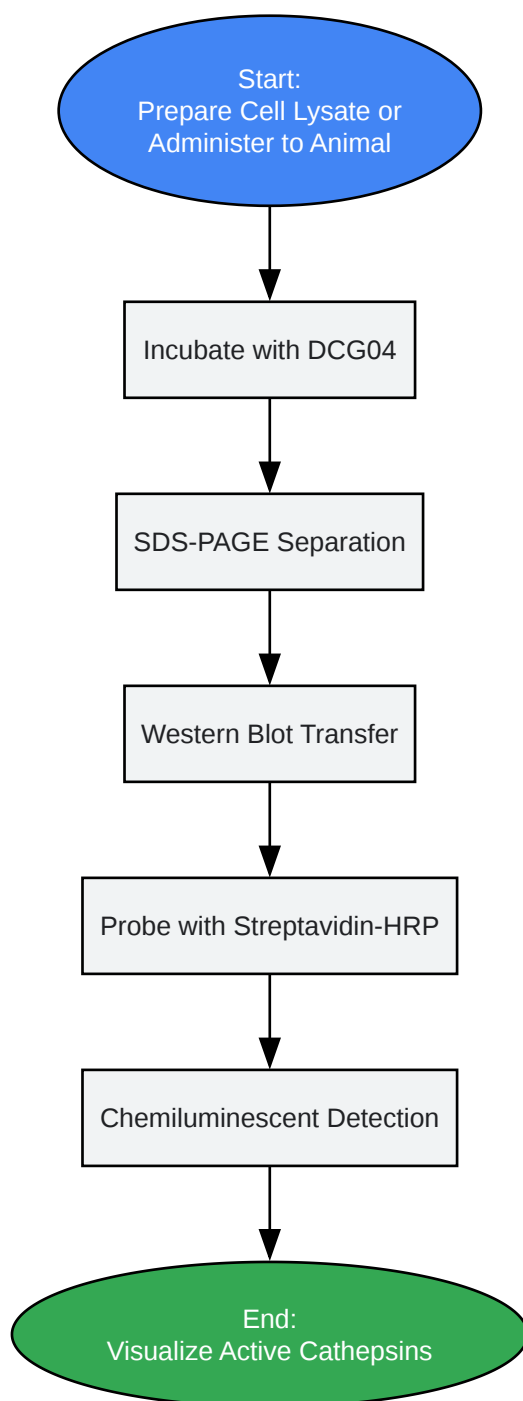 Start:
Prepare Cell Lysate or
Administer to Animal
Incubate with DCG04
SDS-PAGE Separation
Western Blot Transfer
Probe with Streptavidin-HRP
Chemiluminescent Detection
End:
Visualize Active Cathepsins